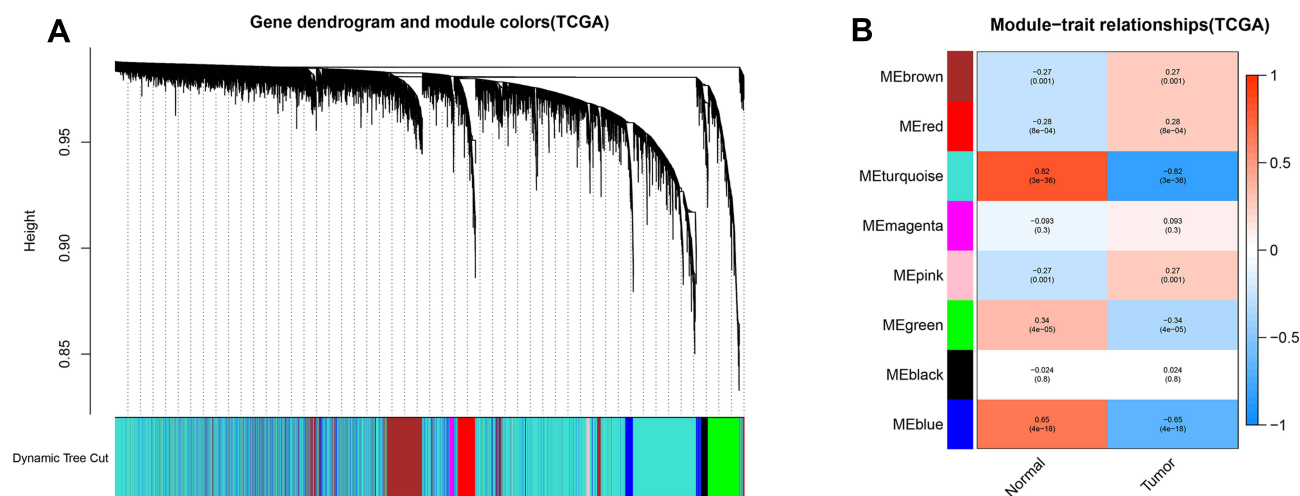 A
Gene dendrogram and module colors(TCGA)
Height
0.95
0.90
0.85
Dynamic Tree Cut
B
Module−trait relationships(TCGA)
MEbrown
−0.27
(0.001)
0.27
(0.001)
MEred
−0.28
(8e−04)
0.28
(8e−04)
MEturquoise
0.82
(3e−36)
−0.82
(3e−36)
MEmagenta
−0.093
(0.3)
0.093
(0.3)
MEpink
−0.27
(0.001)
0.27
(0.001)
MEgreen
0.34
(4e−05)
−0.34
(4e−05)
MEblack
−0.024
(0.8)
0.024
(0.8)
MEblue
0.65
(4e−18)
−0.65
(4e−18)
Normal
Tumor
1
0.5
0
−0.5
−1